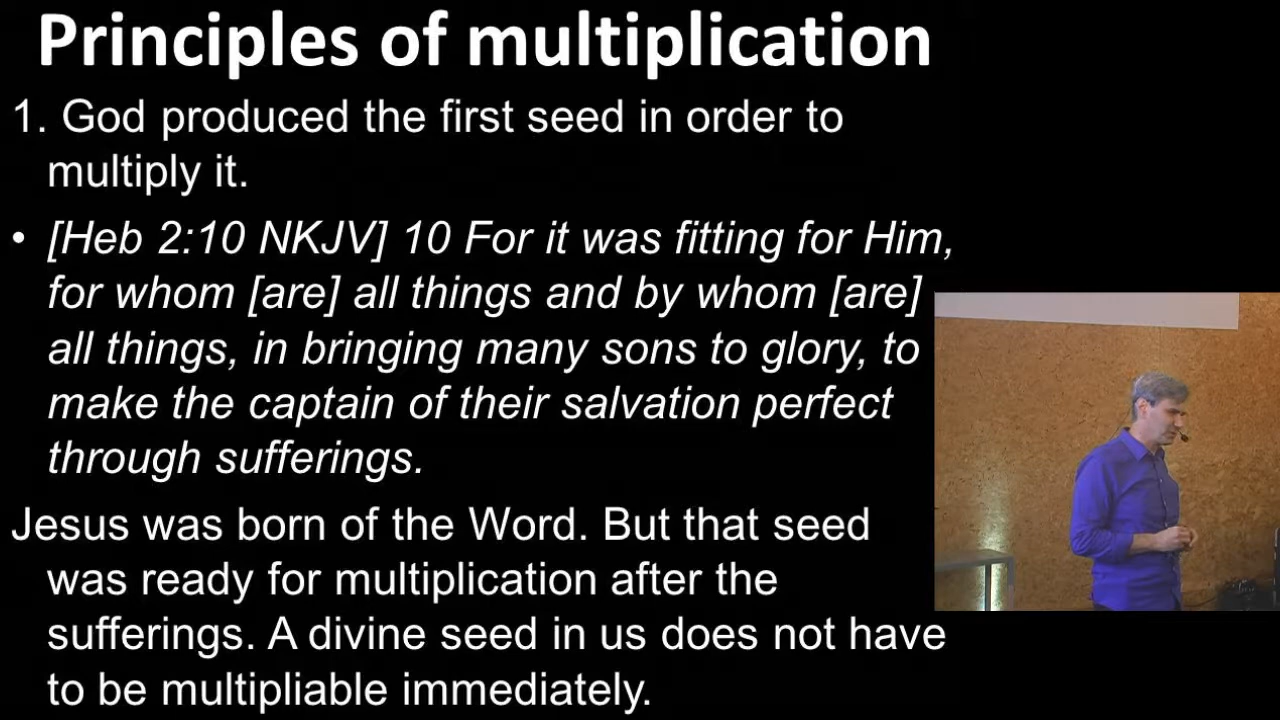 Principles of multiplication
1. God produced the first seed in order to
multiply it.
• [Heb 2:10 NKJV] 10 For it was fitting for Him,
for whom [are] all things and by whom [are]
all things, in bringing many sons to glory, to
make the captain of their salvation perfect
through sufferings.
Jesus was born of the Word. But that seed
was ready for multiplication after the
sufferings. A divine seed in us does not have
to be multipliable immediately.